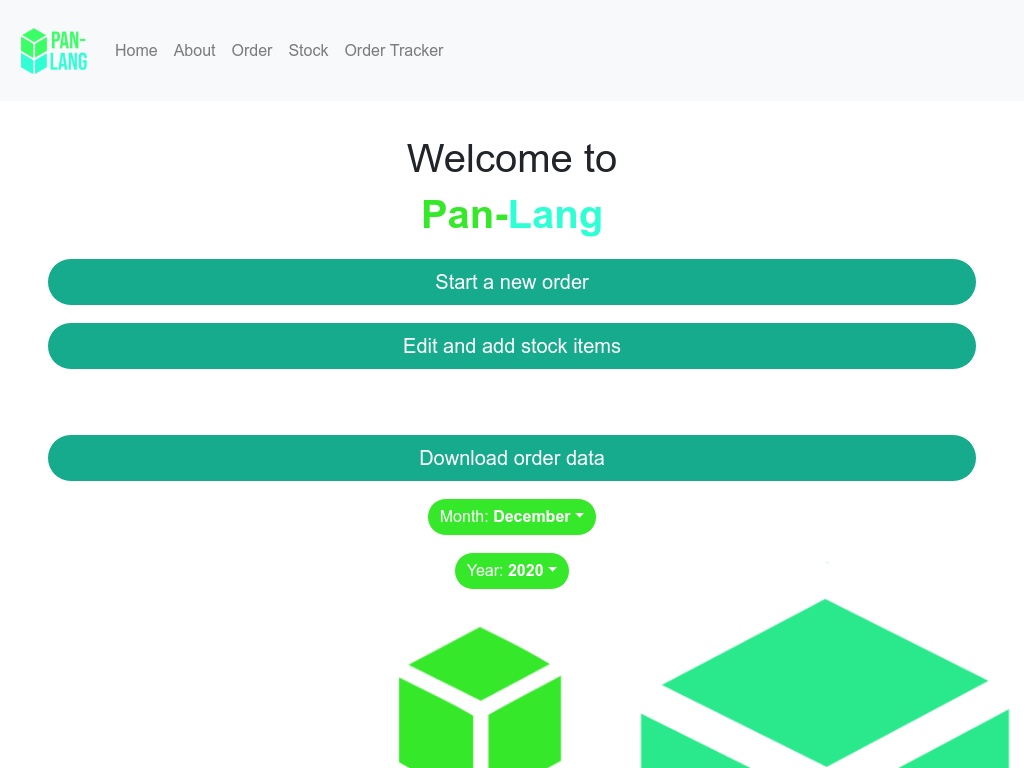 PAN-
LANG
Home About Order Stock Order Tracker
Welcome to
Pan-Lang
Start a new order
Edit and add stock items
Download order data
Month: December
Year: 2020